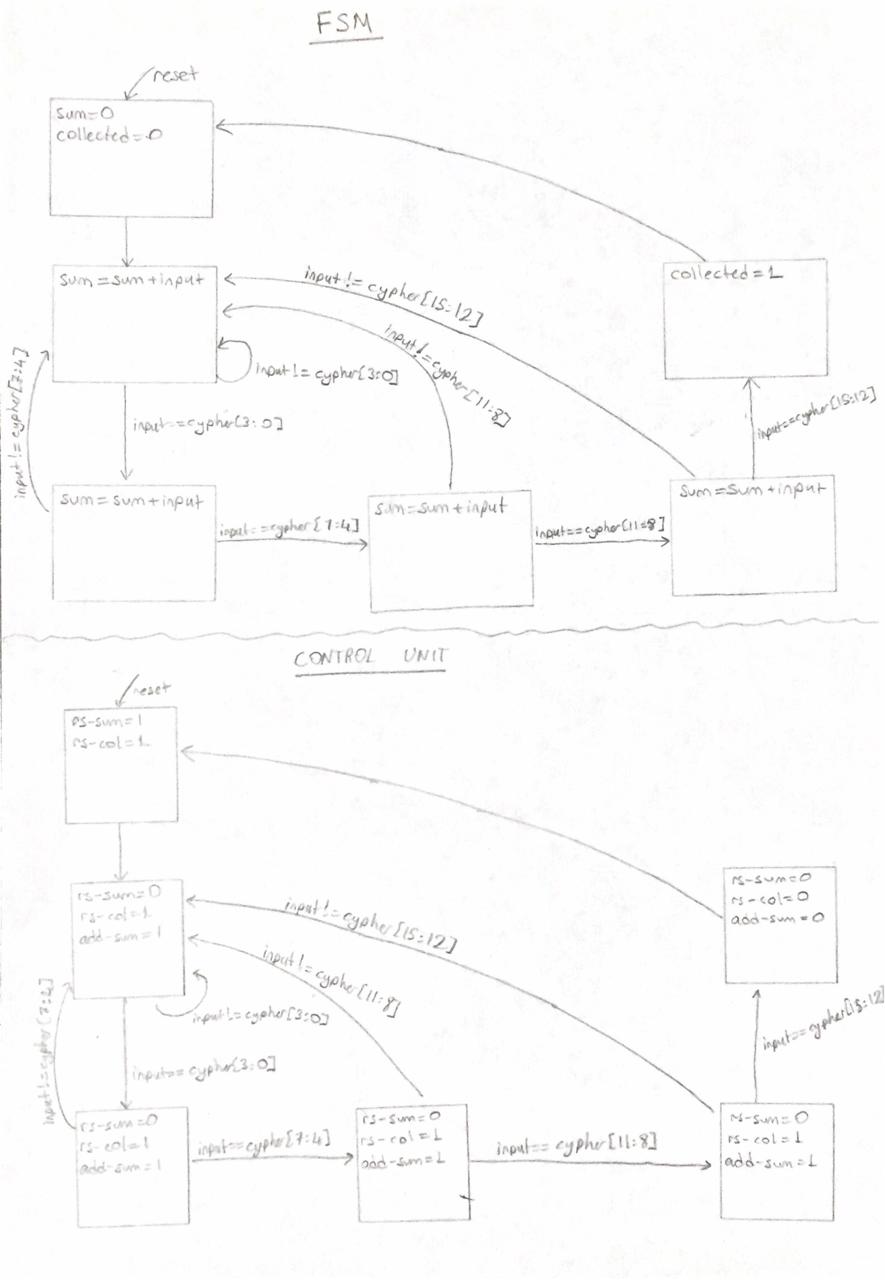 FSM
reset
sum=0
collected=0
sum=sum+input
input!=cypher[15:12]
collected=1
input!=cypher[11:8]
input!=cypher[3:0]
input!=cypher[7:4]
input==cypher[3:0]
input==cypher[15:12]
sum=sum+input
input==cypher[7:4]
sum=sum+input
input==cypher[11:8]
sum=sum+input
CONTROL UNIT
reset
rs-sum=1
rs-col=1
rs-sum=0
rs-col=1
add-sum=1
input!=cypher[15:12]
rs-sum=0
rs-col=0
add-sum=0
input!=cypher[11:8]
input!=cypher[3:0]
input!=cypher[7:4]
input==cypher[3:0]
input==cypher[15:12]
rs-sum=0
rs-col=1
add-sum=1
input==cypher[7:4]
rs-sum=0
rs-col=1
add-sum=1
input==cypher[11:8]
rs-sum=0
rs-col=1
add-sum=1